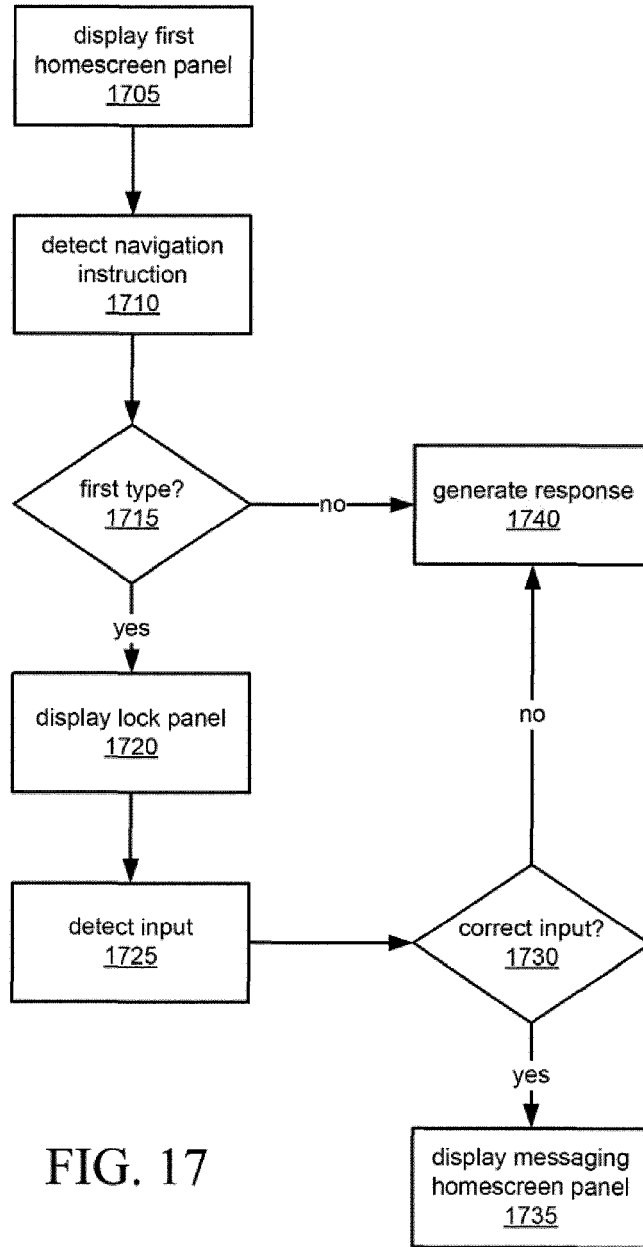 display first
homescreen panel
1705
detect navigation
instruction
1710
first type?
1715
no
generate response
1740
yes
display lock panel
1720
no
detect input
1725
correct input?
1730
yes
display messaging
homescreen panel
1735
FIG. 17